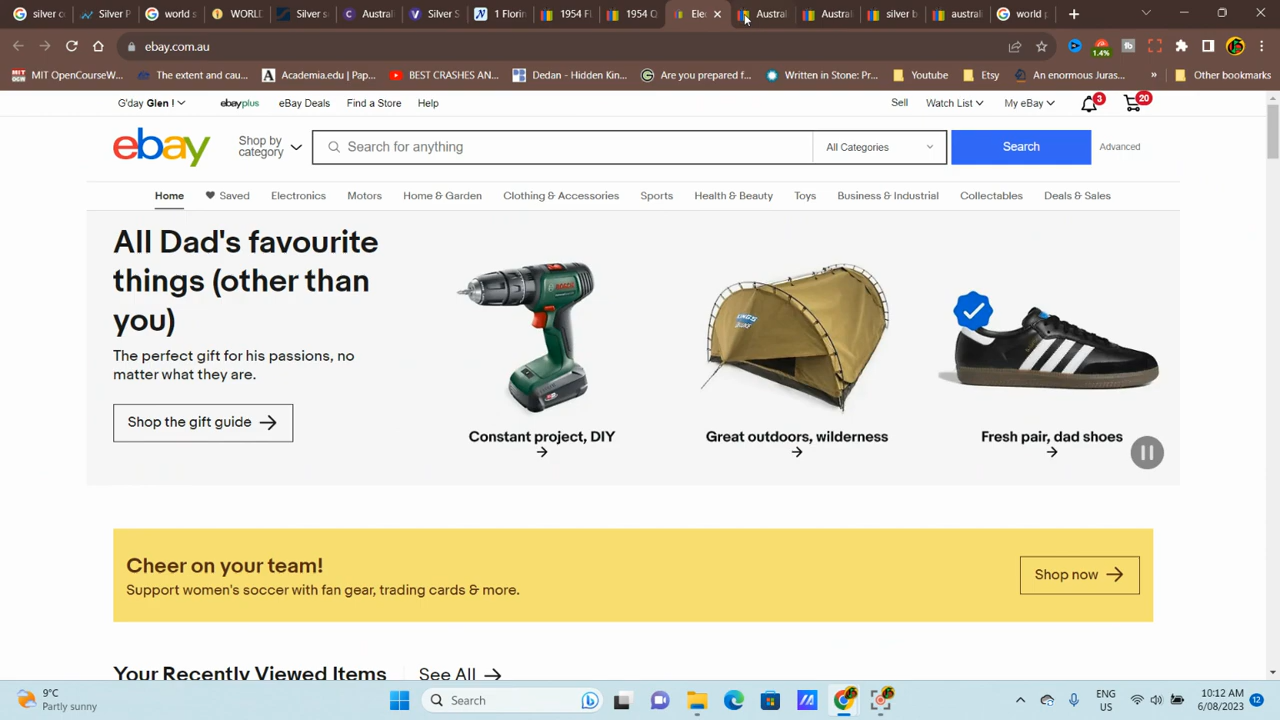 silver co
Silver P
world s
WORLD
Silver s
Austral
Silver S
1 Florin
1954 Fl
1954 Q
Elec
Austral
Austral
silver b
austral
world p
ebay.com.au
1.4%
MIT OpenCourseW...
The extent and cau...
Academia.edu | Pap...
BEST CRASHES AN...
Dedan - Hidden Kin...
Are you prepared f...
Written in Stone: Pr...
Youtube
Etsy
An enormous Juras...
»
Other bookmarks
G'day Glen !
ebayplus
eBay Deals
Find a Store
Help
Sell
Watch List
My eBay
3
20
ebay
Shop by
category
Search for anything
All Categories
Search
Advanced
Home
Saved
Electronics
Motors
Home & Garden
Clothing & Accessories
Sports
Health & Beauty
Toys
Business & Industrial
Collectables
Deals & Sales
All Dad's favourite
things (other than
you)
The perfect gift for his passions, no
matter what they are.
Shop the gift guide
Constant project, DIY
Great outdoors, wilderness
Fresh pair, dad shoes
Cheer on your team!
Support women's soccer with fan gear, trading cards & more.
Shop now
Your Recently Viewed Items
See All
9°C
Partly sunny
Search
ENG
US
10:12 AM
6/08/2023
12